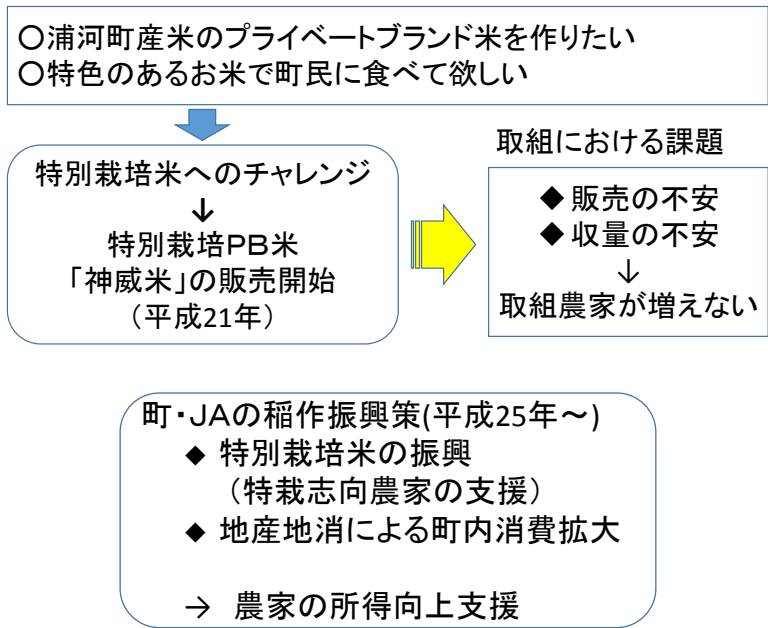 〇浦河町産米のプライベートブランド米を作りたい
〇特色のあるお米で町民に食べて欲しい
特別栽培米へのチャレンジ
↓
特別栽培ＰＢ米
「神威米」の販売開始
（平成21年）
取組における課題
◆ 販売の不安
◆ 収量の不安
↓
取組農家が増えない
町・ＪＡの稲作振興策(平成25年～)
◆ 特別栽培米の振興
（特栽志向農家の支援）
◆ 地産地消による町内消費拡大
→ 農家の所得向上支援